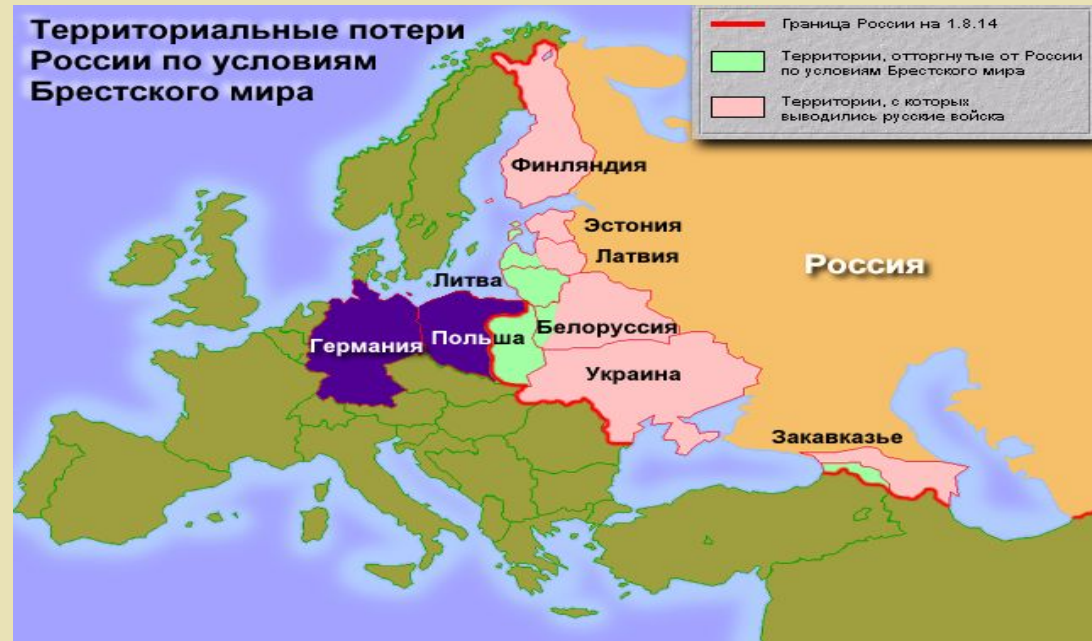 Территориальные потери
России по условиям
Брестского мира
Граница России на 1.8.14
Территории, отторгнутые от России
по условиям Брестского мира
Территории, с которых
выводились русские войска
Финляндия
Эстония
Латвия
Литва
Россия
Белоруссия
Польша
Германия
Украина
Закавказье